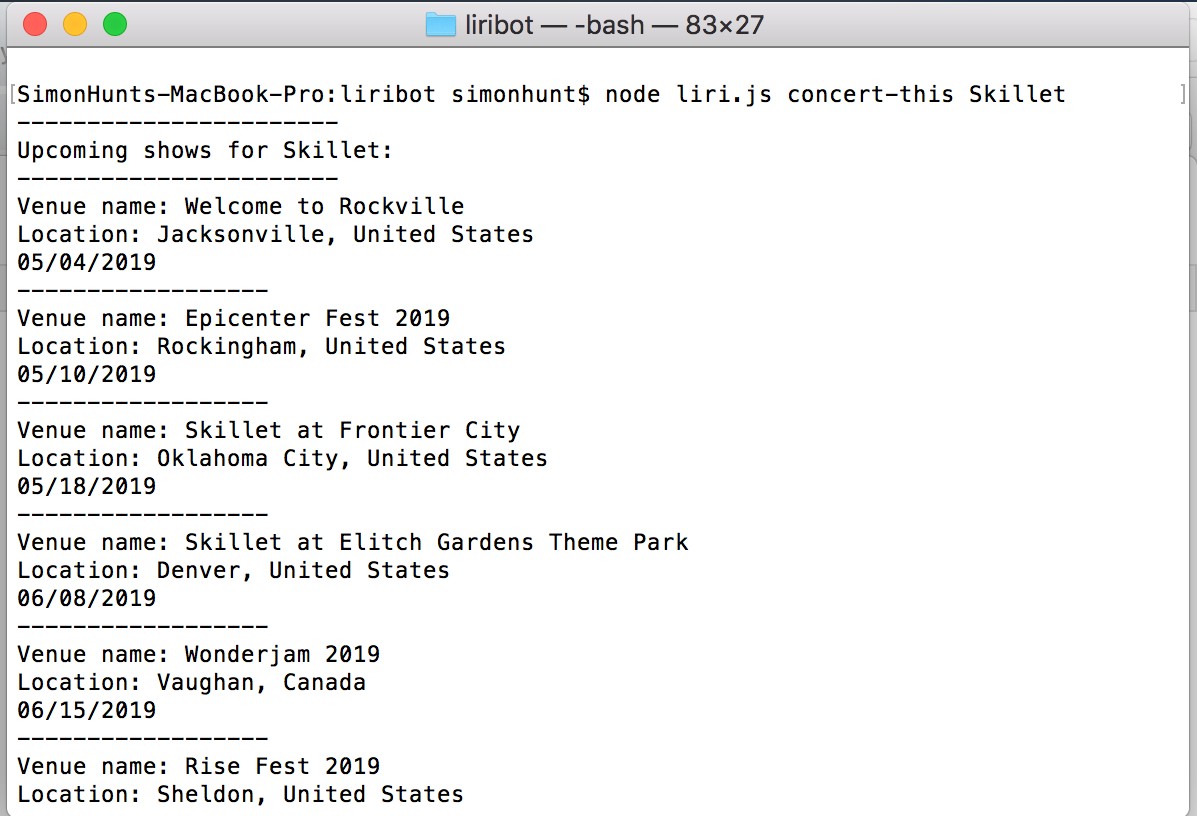 liribot — -bash — 83×27
[SimonHunts-MacBook-Pro:liribot simonhunt$ node liri.js concert-this Skillet ]
-----------------------
Upcoming shows for Skillet:
-----------------------
Venue name: Welcome to Rockville
Location: Jacksonville, United States
05/04/2019
------------------
Venue name: Epicenter Fest 2019
Location: Rockingham, United States
05/10/2019
------------------
Venue name: Skillet at Frontier City
Location: Oklahoma City, United States
05/18/2019
------------------
Venue name: Skillet at Elitch Gardens Theme Park
Location: Denver, United States
06/08/2019
------------------
Venue name: Wonderjam 2019
Location: Vaughan, Canada
06/15/2019
------------------
Venue name: Rise Fest 2019
Location: Sheldon, United States